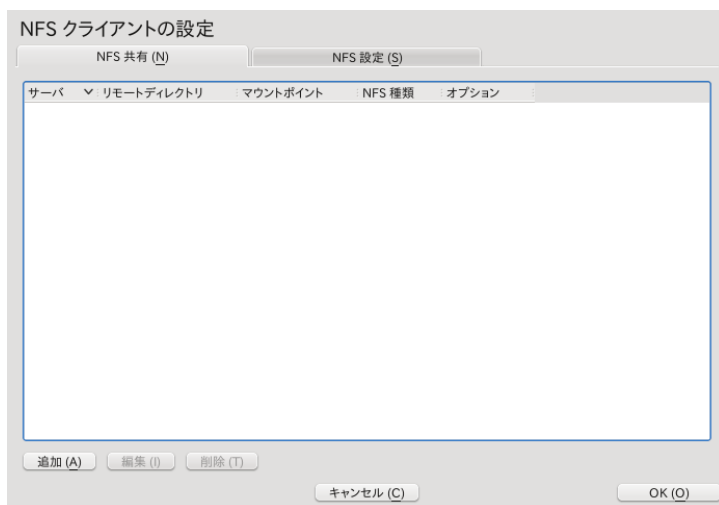 NFS クライアントの設定
NFS 共有 (N) NFS 設定 (S)
サーバ リモートディレクトリ マウントポイント NFS 種類 オプション
追加 (A) 編集 (I) 削除 (T)
キャンセル (C) OK (O)